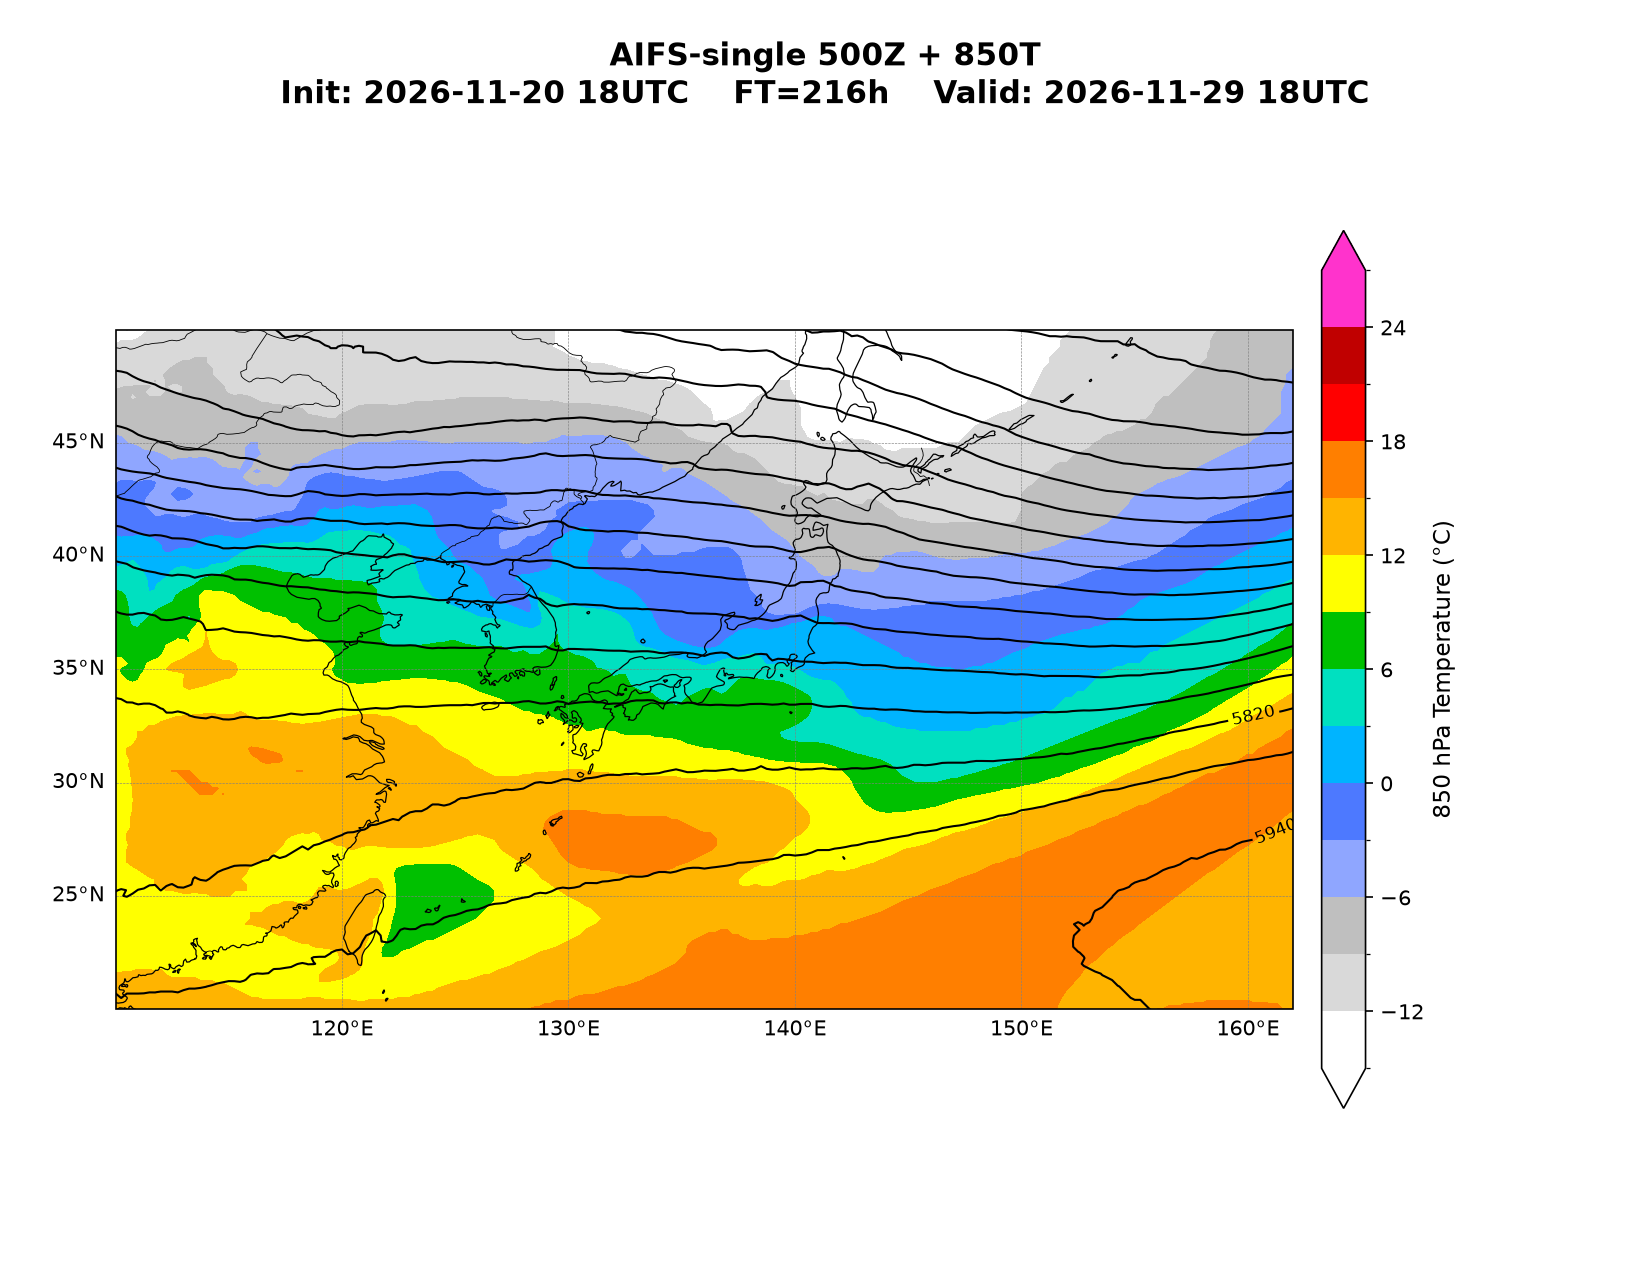 AIFS-single 500Z + 850T
Init: 2026-11-20 18UTC    FT=216h    Valid: 2026-11-29 18UTC
24
18
12
6
0
−6
−12
850 hPa Temperature (°C)
45°N
40°N
35°N
30°N
25°N
5820
5940
120°E
130°E
140°E
150°E
160°E